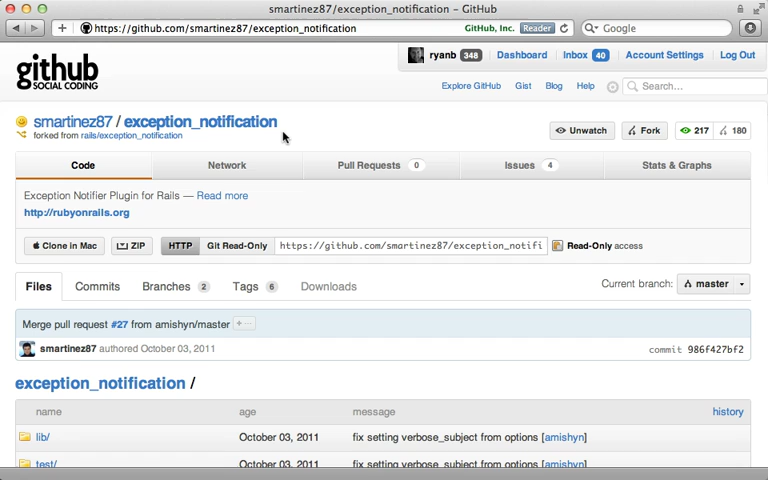 smartinez87/exception_notification – GitHub
https://github.com/smartinez87/exception_notification
GitHub, Inc.
Reader
Google
github
SOCIAL CODING
ryanb 348
Dashboard
Inbox 40
Account Settings
Log Out
Explore GitHub
Gist
Blog
Help
Search...
smartinez87 / exception_notification
forked from rails/exception_notification
Unwatch
Fork
217
180
Code
Network
Pull Requests 0
Issues 4
Stats & Graphs
Exception Notifier Plugin for Rails — Read more
http://rubyonrails.org
Clone in Mac
ZIP
HTTP
Git Read-Only
https://github.com/smartinez87/exception_notifi
Read-Only access
Files
Commits
Branches 2
Tags 6
Downloads
Current branch:
master
Merge pull request #27 from amishyn/master
smartinez87 authored October 03, 2011
commit 986f427bf2
exception_notification /
name
age
message
history
lib/
October 03, 2011
fix setting verbose_subject from options [amishyn]
test/
October 03, 2011
fix setting verbose_subject from options [amishyn]